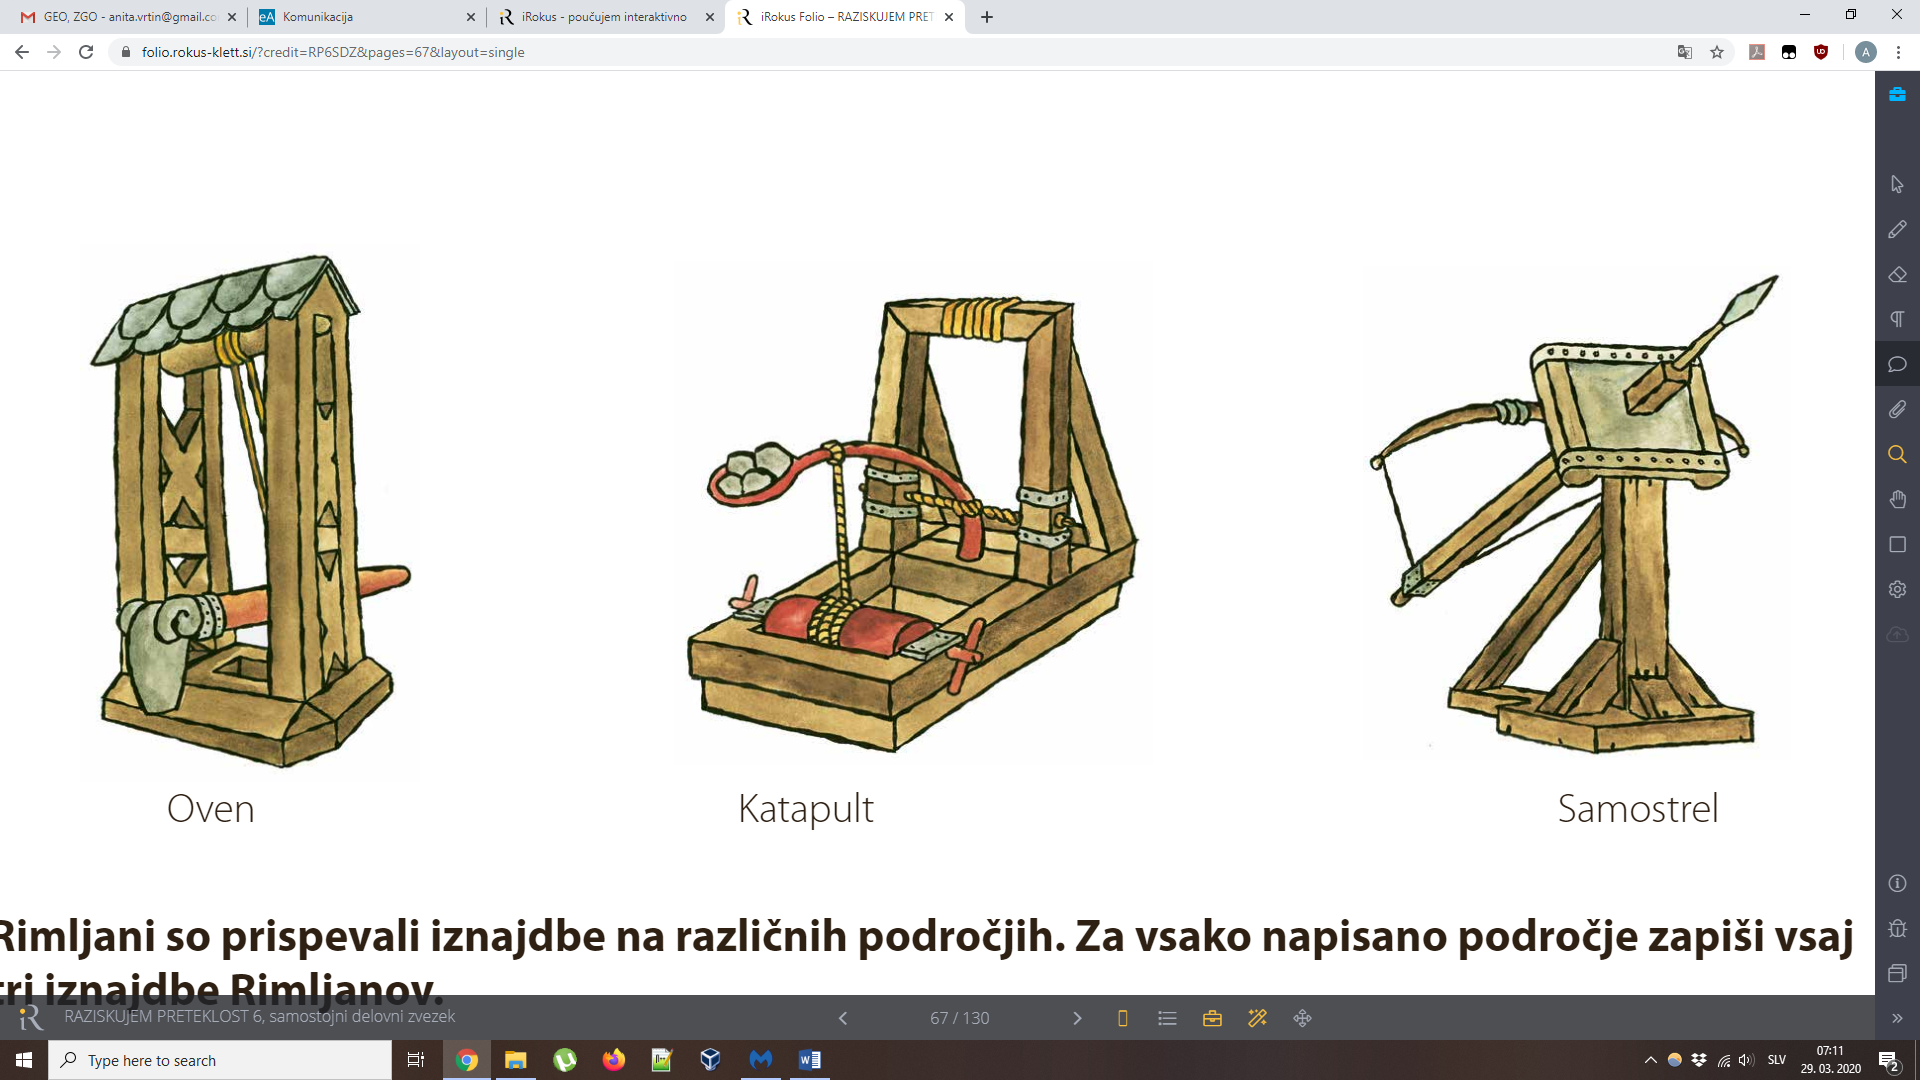 GEO, ZGO - anita.vrtin@gmail.co
Komunikacija
iRokus - poučujem interaktivno
iRokus Folio – RAZISKUJEM PRET
folio.rokus-klett.si/?credit=RP6SDZ&pages=67&layout=single
A
Oven
Katapult
Samostrel
Rimljani so prispevali iznajdbe na različnih področjih. Za vsako napisano področje zapiši vsaj
tri iznajdbe Rimljanov.
iR
RAZISKUJEM PRETEKLOST 6, samostojni delovni zvezek
67 / 130
Type here to search
SLV
07:11
29. 03. 2020
2